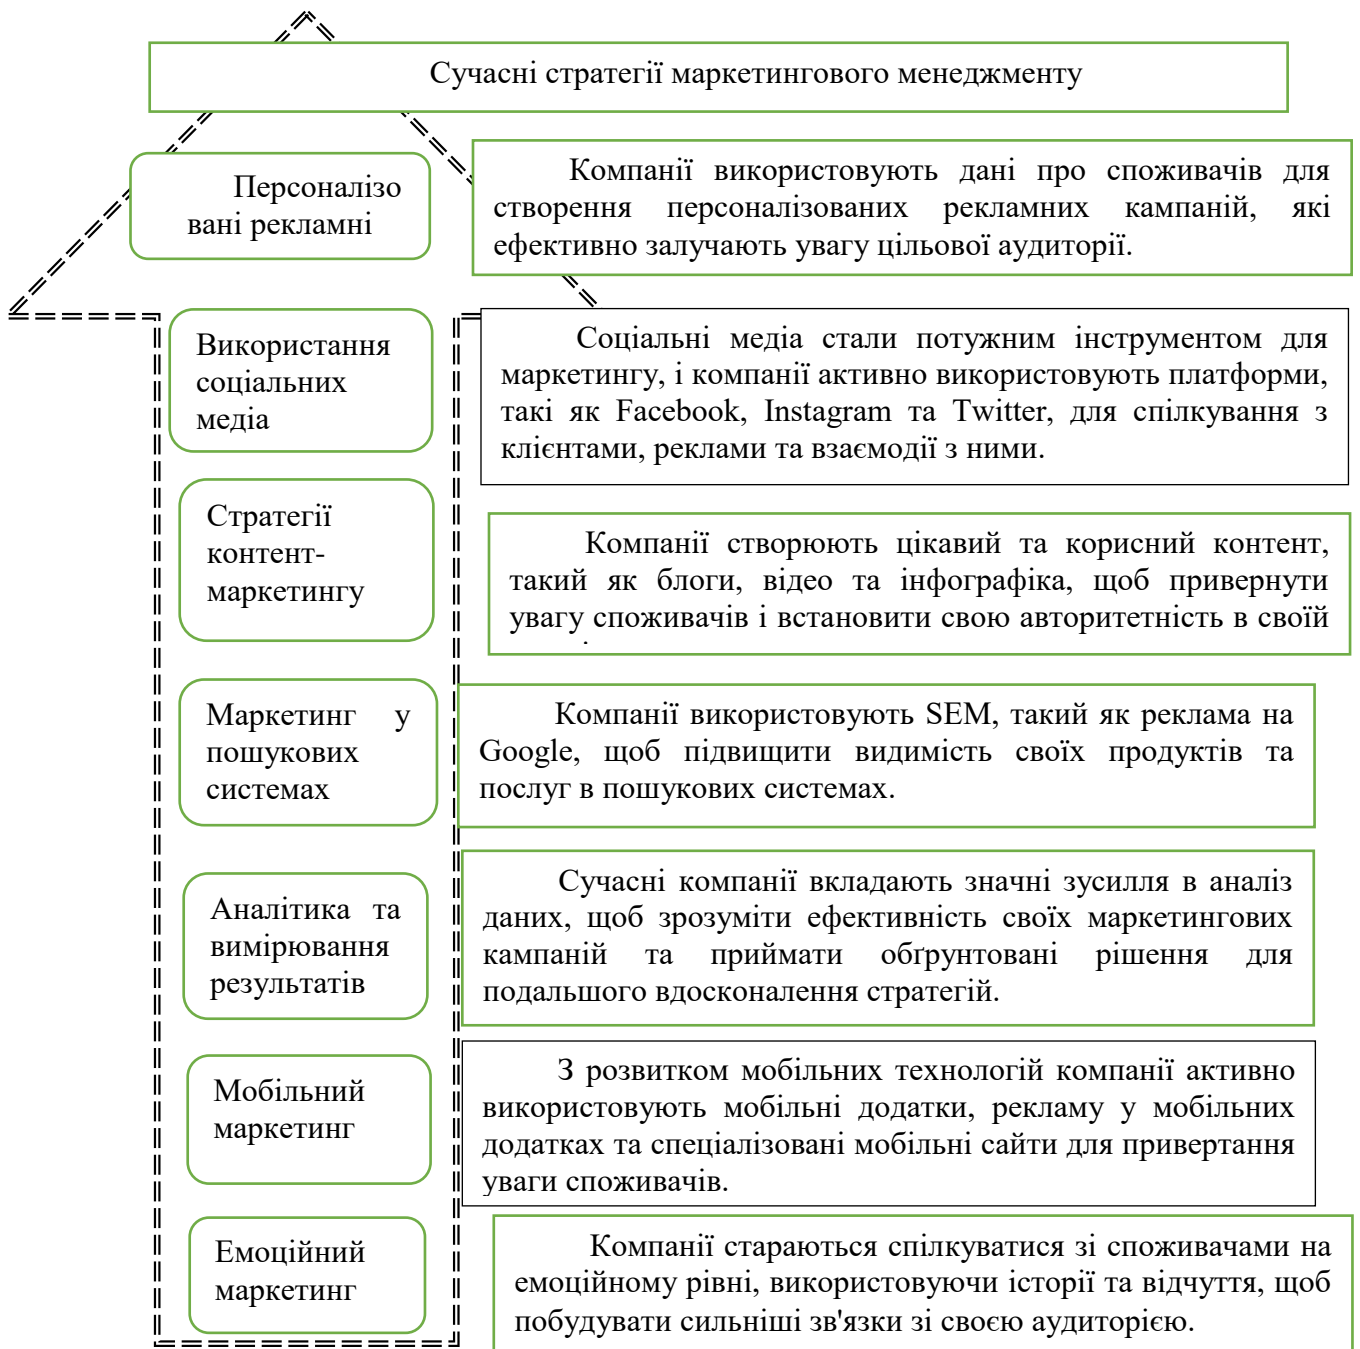 Сучасні стратегії маркетингового менеджменту
Персоналізо
вані рекламні
Компанії використовують дані про споживачів для
створення персоналізованих рекламних кампаній, які
ефективно залучають увагу цільової аудиторії.
Використання
соціальних
медіа
Соціальні медіа стали потужним інструментом для
маркетингу, і компанії активно використовують платформи,
такі як Facebook, Instagram та Twitter, для спілкування з
клієнтами, реклами та взаємодії з ними.
Стратегії
контент-
маркетингу
Компанії створюють цікавий та корисний контент,
такий як блоги, відео та інфографіка, щоб привернути
увагу споживачів і встановити свою авторитетність в своїй
Маркетинг у
пошукових
системах
Компанії використовують SEM, такий як реклама на
Google, щоб підвищити видимість своїх продуктів та
послуг в пошукових системах.
Аналітика та
вимірювання
результатів
Сучасні компанії вкладають значні зусилля в аналіз
даних, щоб зрозуміти ефективність своїх маркетингових
кампаній та приймати обґрунтовані рішення для
подальшого вдосконалення стратегій.
Мобільний
маркетинг
З розвитком мобільних технологій компанії активно
використовують мобільні додатки, рекламу у мобільних
додатках та спеціалізовані мобільні сайти для привертання
уваги споживачів.
Емоційний
маркетинг
Компанії стараються спілкуватися зі споживачами на
емоційному рівні, використовуючи історії та відчуття, щоб
побудувати сильніші зв'язки зі своєю аудиторією.